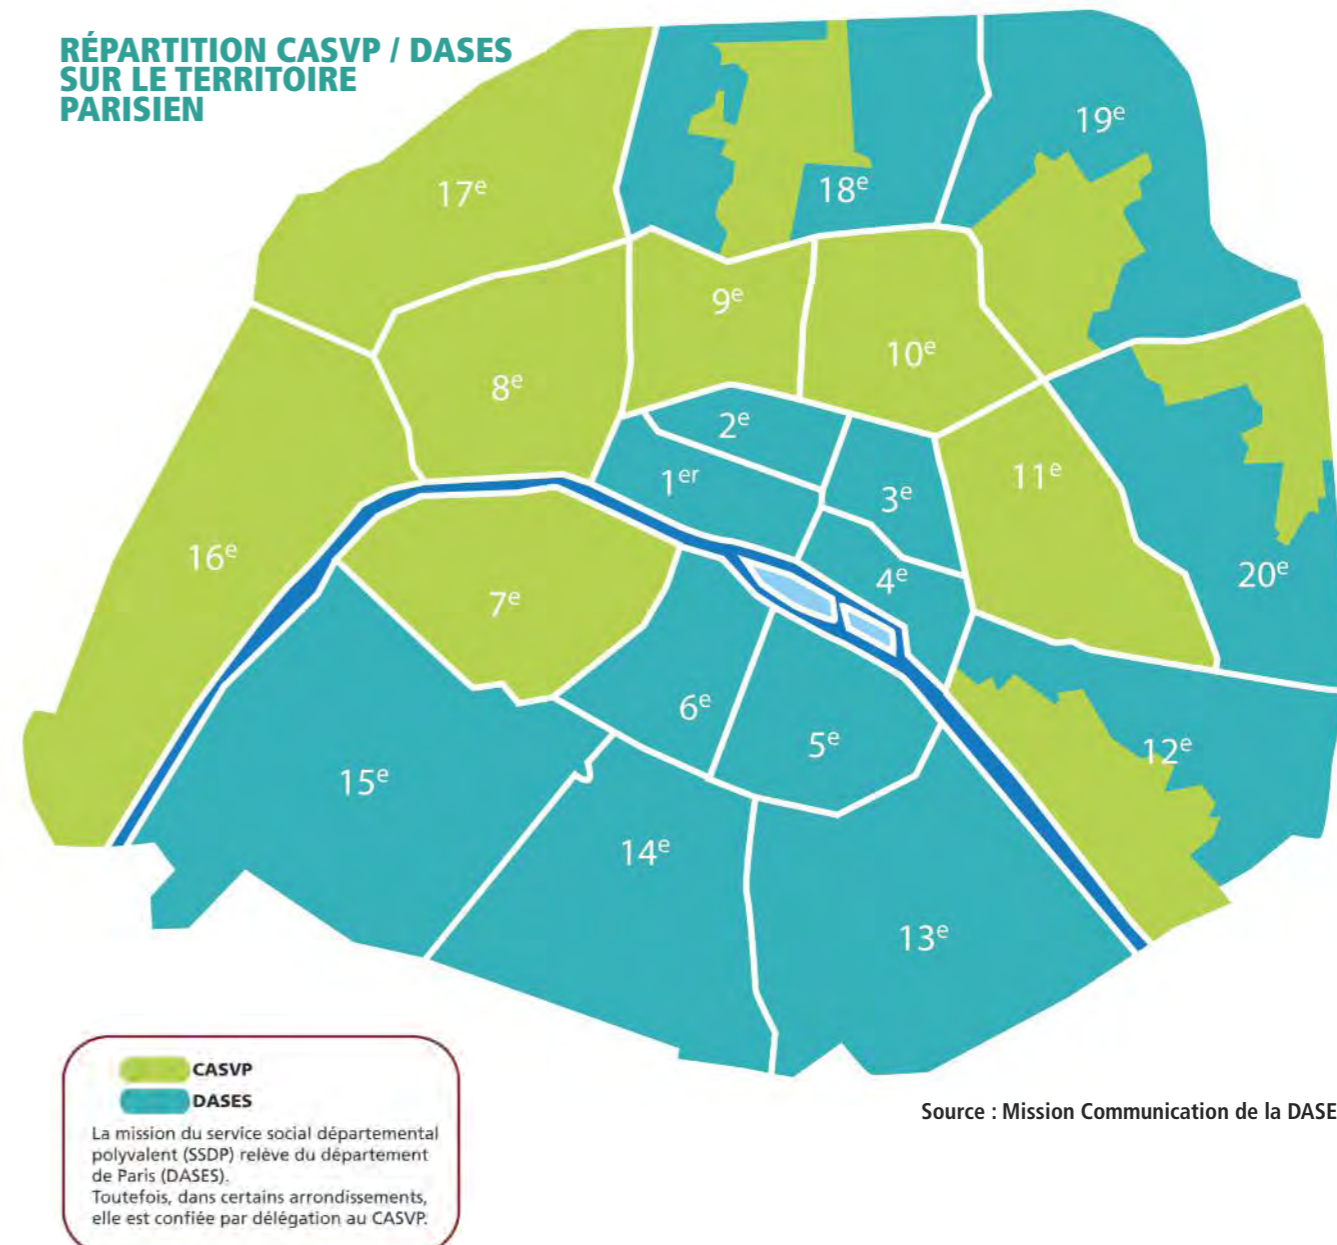 RÉPARTITION CASVP / DASES
SUR LE TERRITOIRE
PARISIEN
19e
17e
18e
9e
10e
8e
2e
1er
11e
3e
16e
20e
4e
7e
6e
5e
12e
15e
14e
13e
CASVP
DASES
La mission du service social départemental
polyvalent (SSDP) relève du département
de Paris (DASES).
Toutefois, dans certains arrondissements,
elle est confiée par délégation au CASVP.
Source : Mission Communication de la DASE